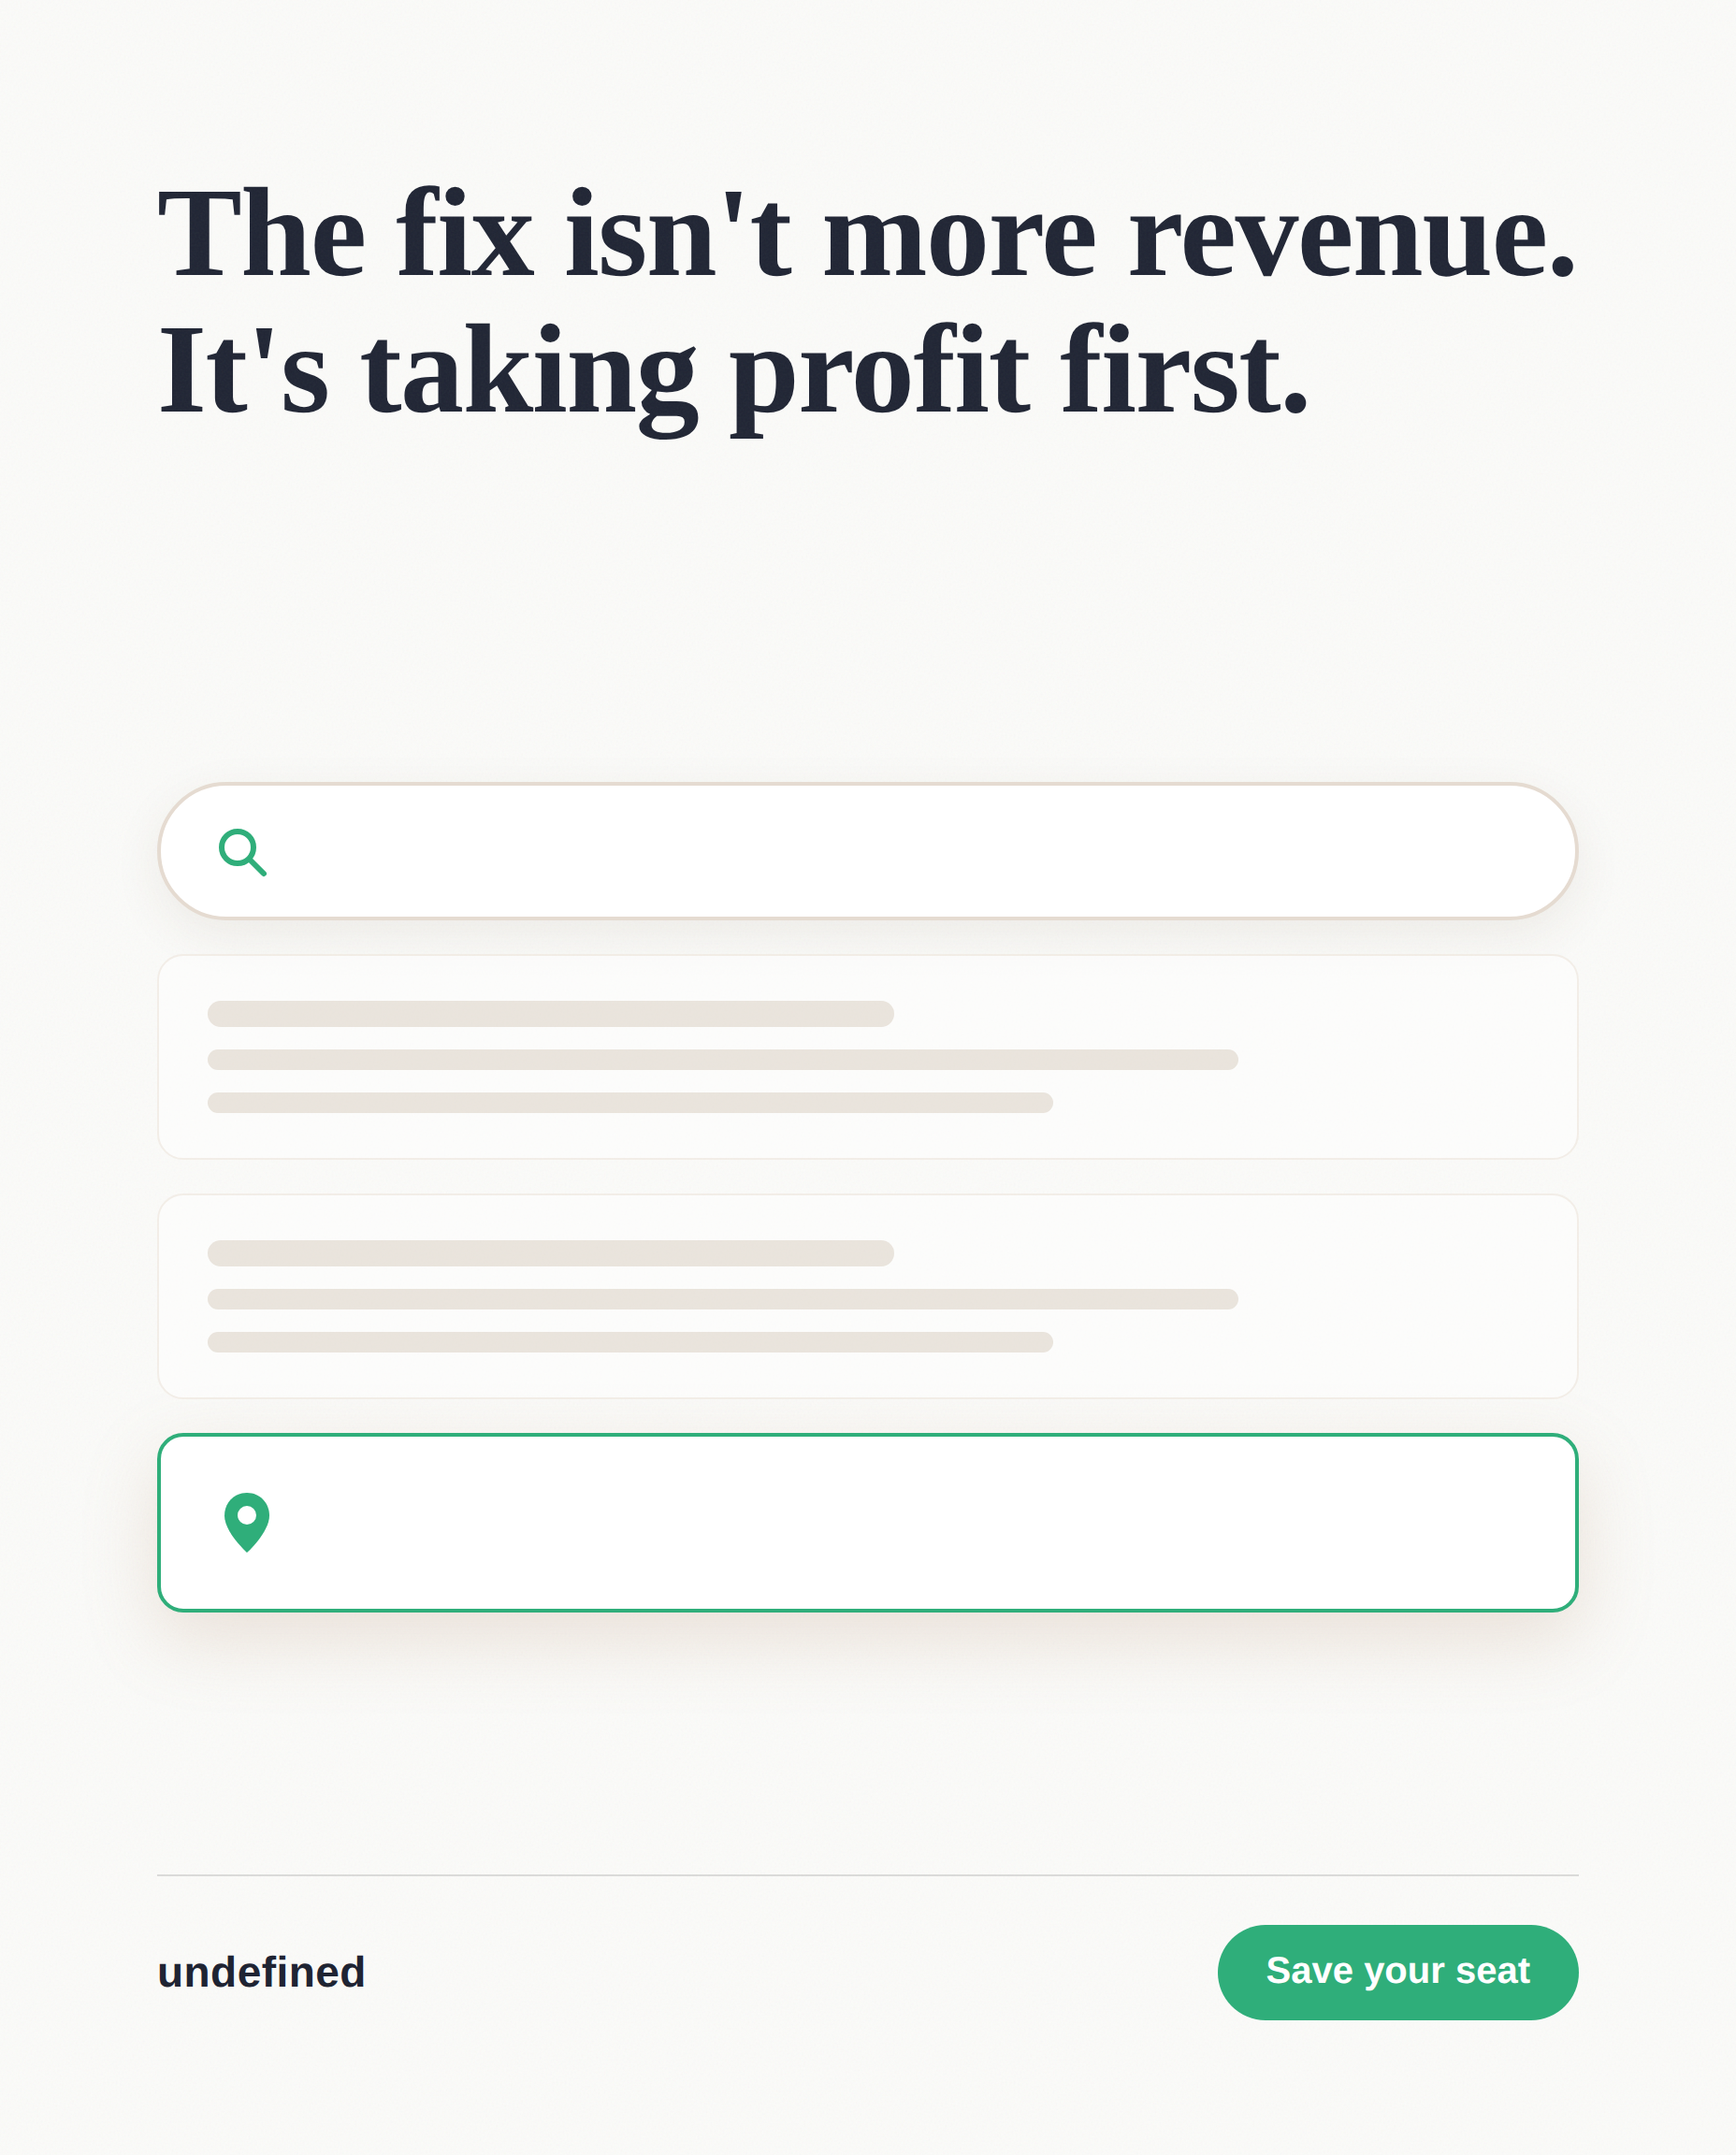 The fix isn't more revenue.
It's taking profit first.
undefined
Save your seat